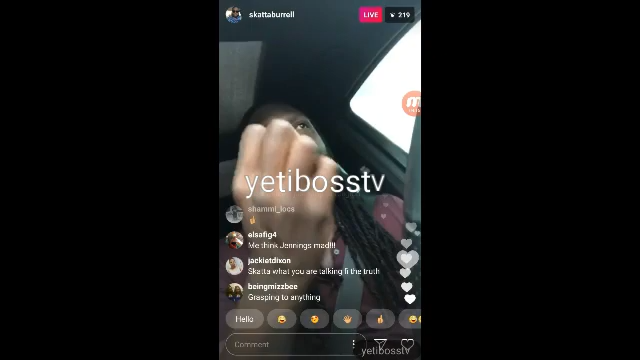 skattaburrell
LIVE
219
yetibosstv
shammi_locs
elsafig4
Me think Jennings mad!!!
jackietdixon
Skatta what you are talking fi the truth
beingmizzbee
Grasping to anything
Hello
Comment
yetibosstv